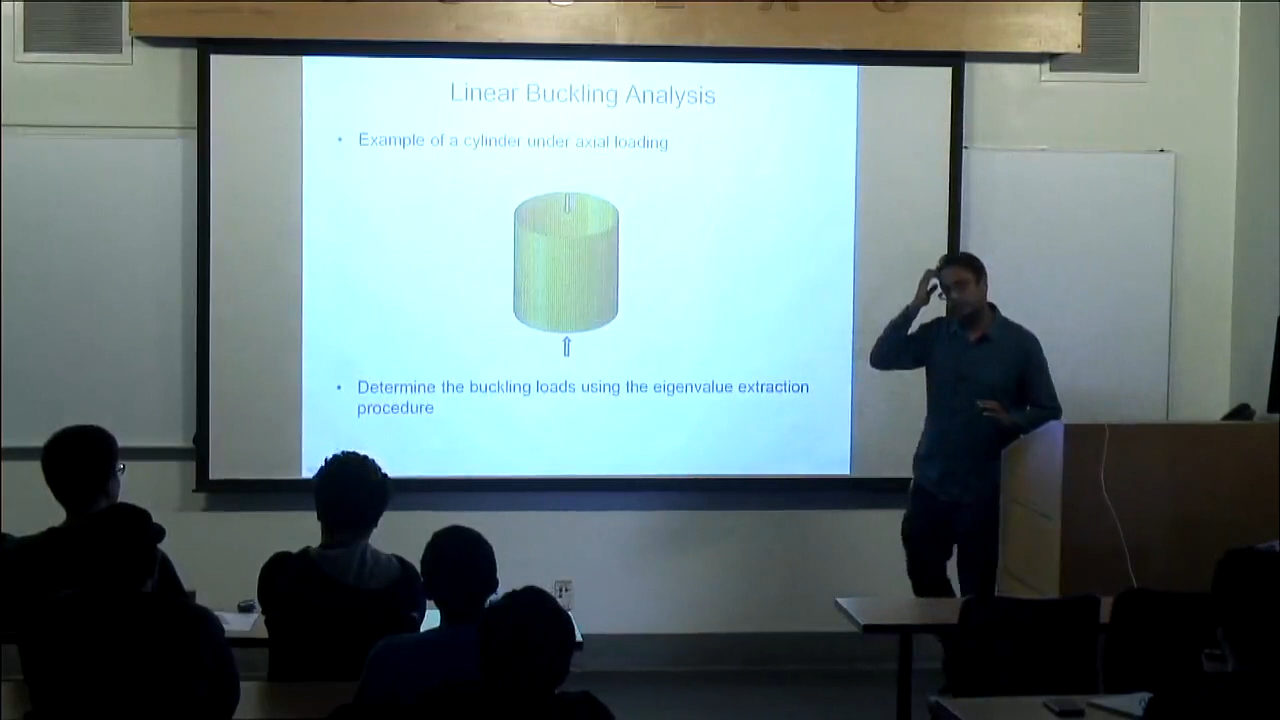 Linear Buckling Analysis
• Example of a cylinder under axial loading
• Determine the buckling loads using the eigenvalue extraction
procedure